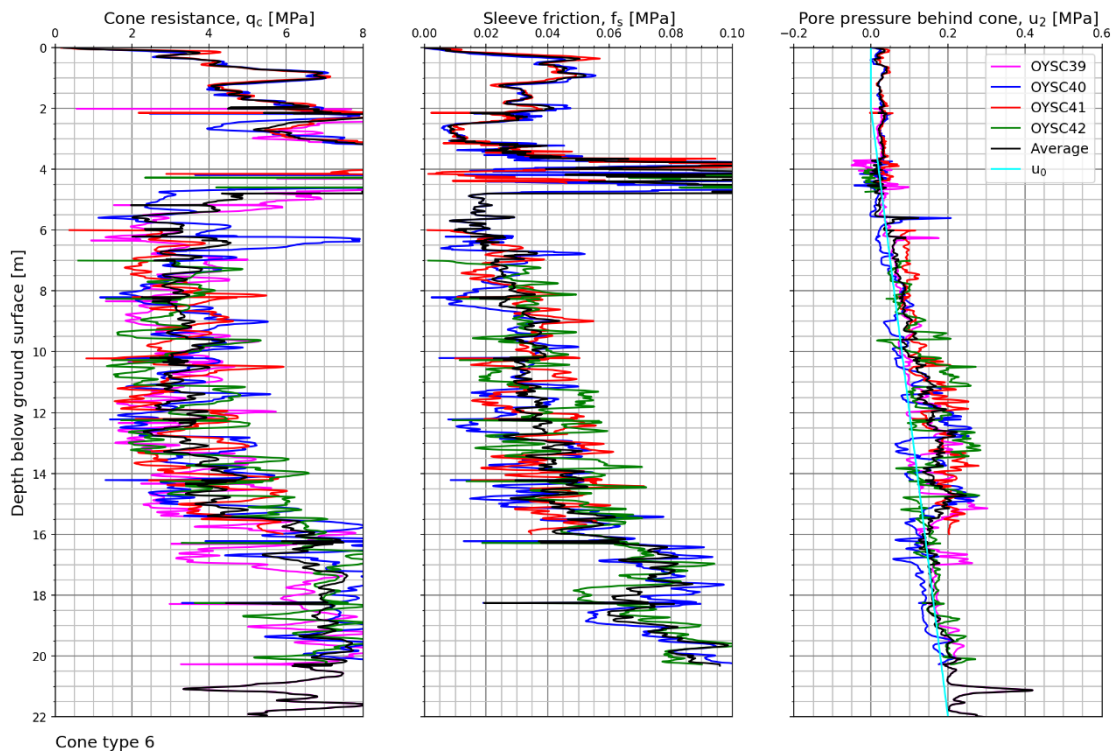 Cone resistance, qc [MPa]
Sleeve friction, fs [MPa]
Pore pressure behind cone, u2 [MPa]
0 2 4 6 8
0.00 0.02 0.04 0.06 0.08 0.10
−0.2 0.0 0.2 0.4 0.6
0
2
4
6
8
10
12
14
16
18
20
22
Depth below ground surface [m]
OYSC39
OYSC40
OYSC41
OYSC42
Average
u0
Cone type 6